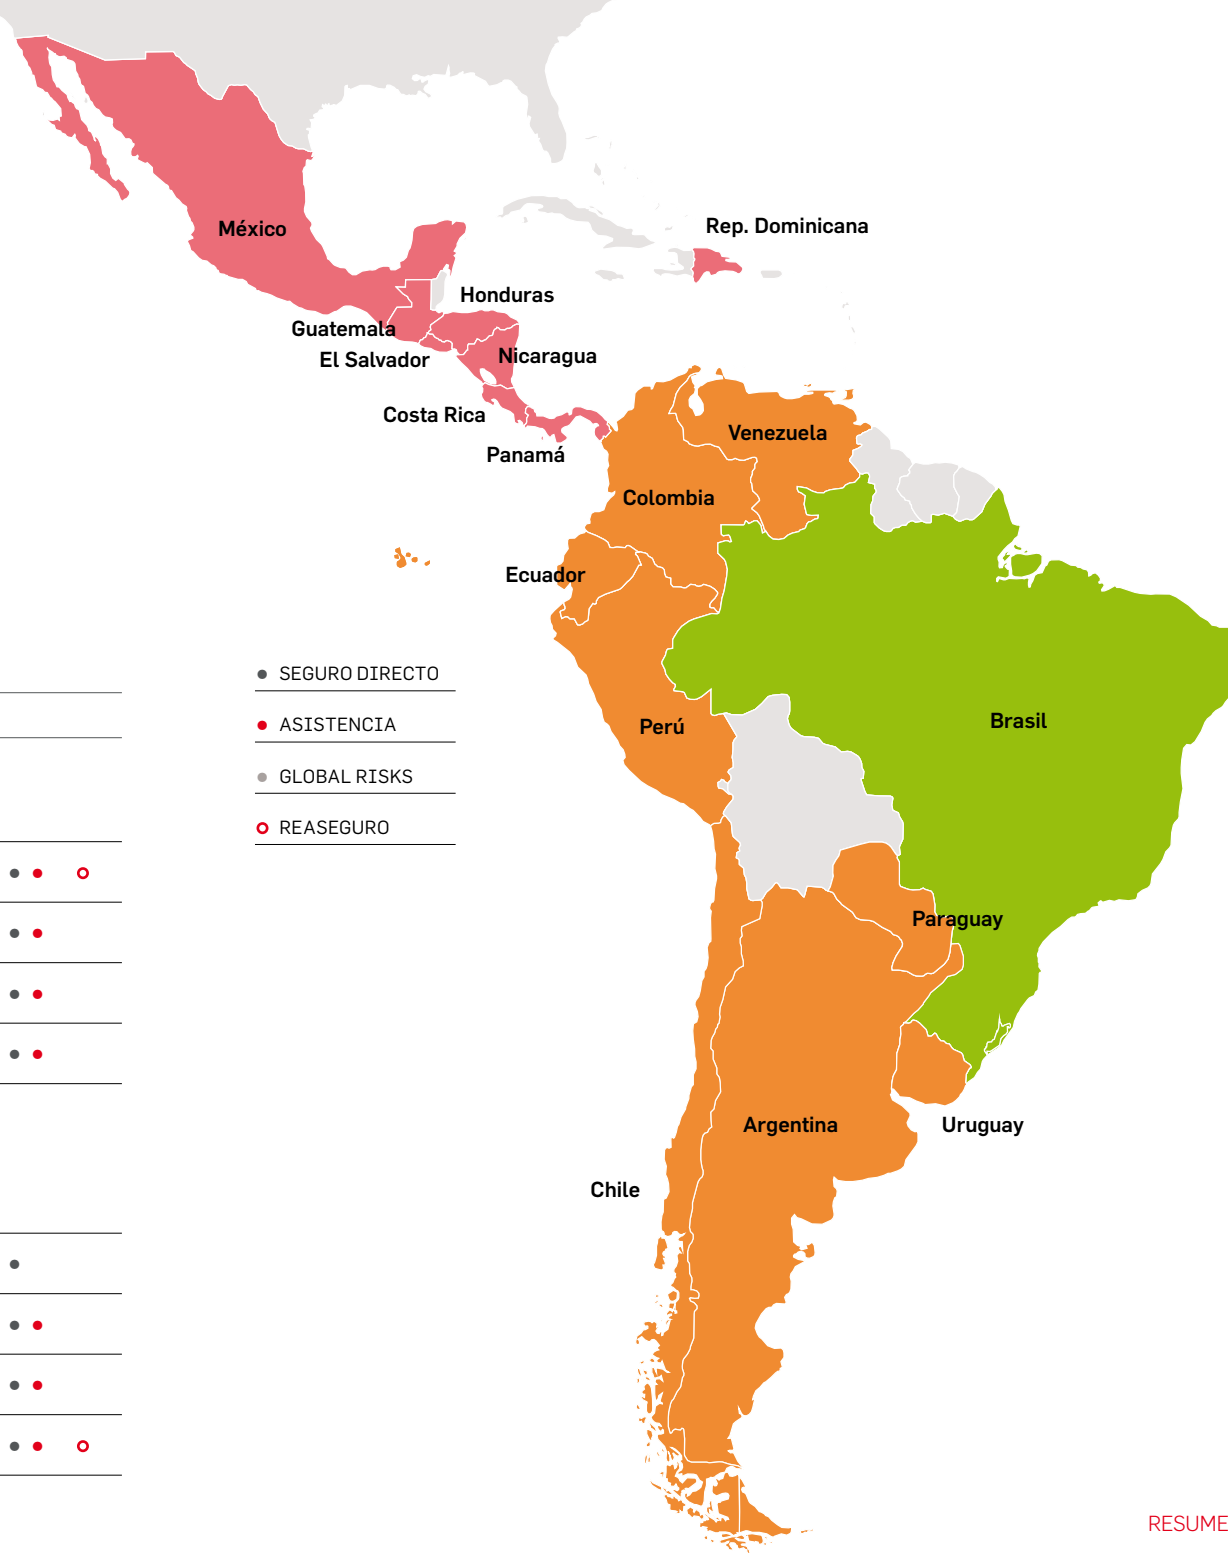 México
Rep. Dominicana
Honduras
Guatemala
El Salvador
Nicaragua
Costa Rica
Panamá
Venezuela
Colombia
Ecuador
SEGURO DIRECTO
ASISTENCIA
GLOBAL RISKS
REASEGURO
Perú
Brasil
Paraguay
Argentina
Uruguay
Chile
RESUME